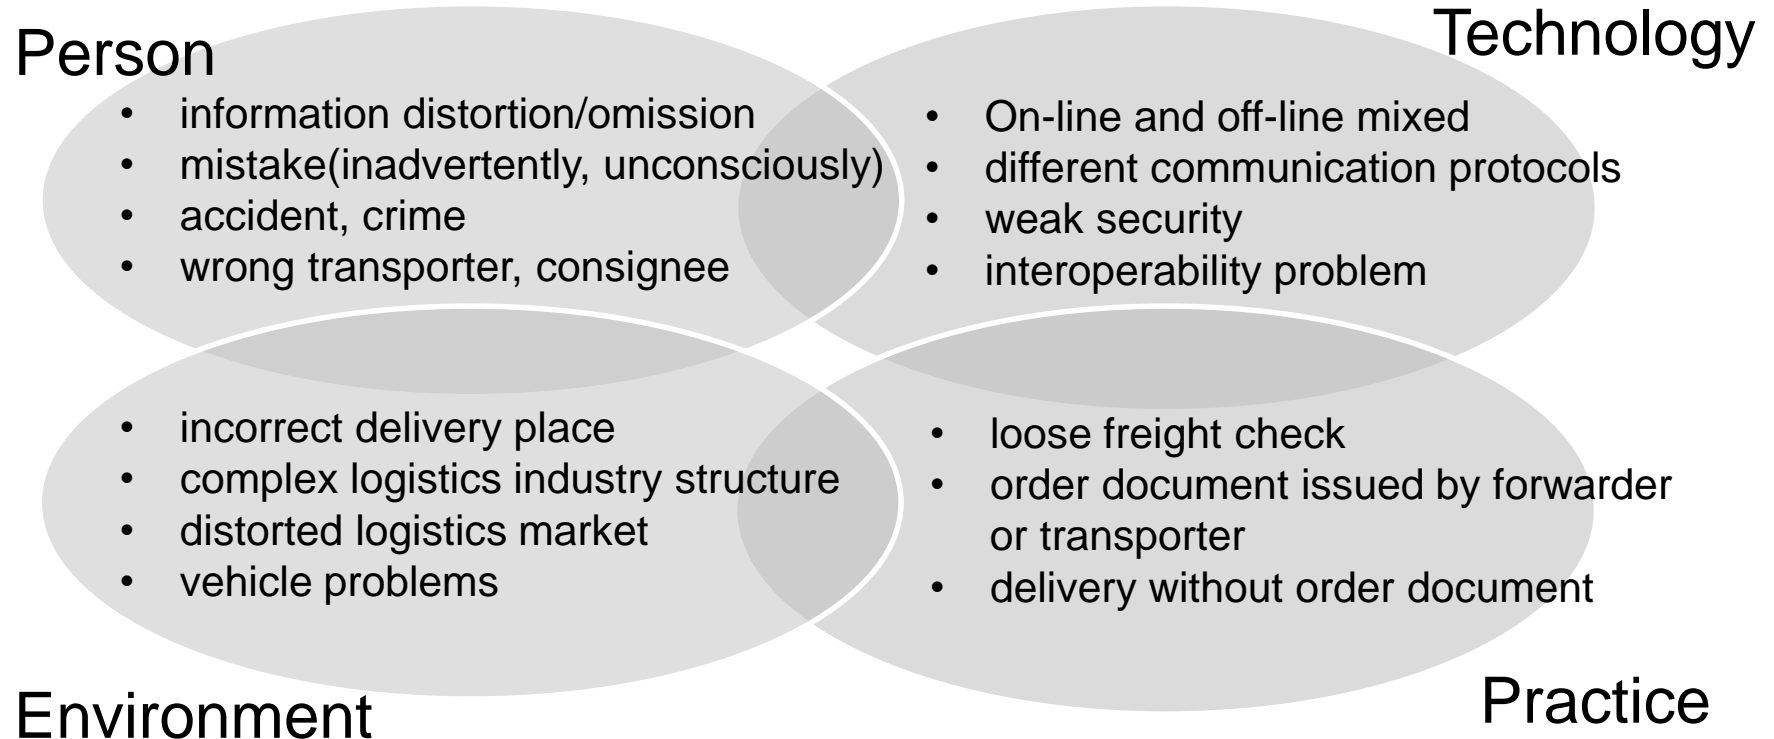 Person
• information distortion/omission
• mistake(inadvertently, unconsciously)
• accident, crime
• wrong transporter, consignee
Technology
• On-line and off-line mixed
• different communication protocols
• weak security
• interoperability problem
• incorrect delivery place
• complex logistics industry structure
• distorted logistics market
• vehicle problems
Environment
• loose freight check
• order document issued by forwarder
or transporter
• delivery without order document
Practice